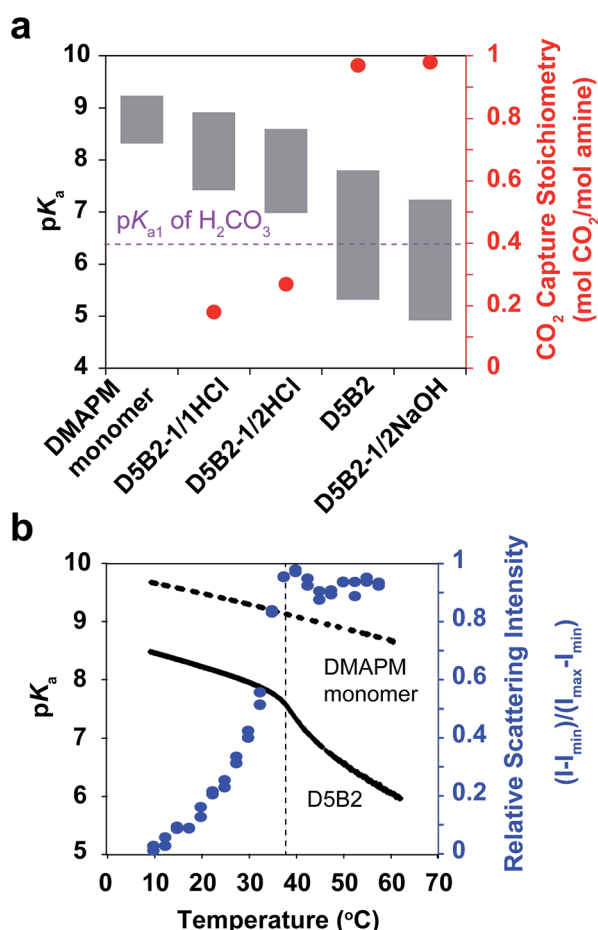 a
10
9
8
7
6
5
4
pKa
pKa1 of H2CO3
1
0.8
0.6
0.4
0.2
0
CO2 Capture Stoichiometry
(mol CO2/mol amine)
DMAPM
monomer
D5B2-1/1HCl
D5B2-1/2HCl
D5B2
D5B2-1/2NaOH
b
10
9
8
7
6
5
pKa
DMAPM
monomer
D5B2
1
0.8
0.6
0.4
0.2
0
Relative Scattering Intensity
(I-Imin)/(Imax-Imin)
0 10 20 30 40 50 60 70
Temperature (oC)